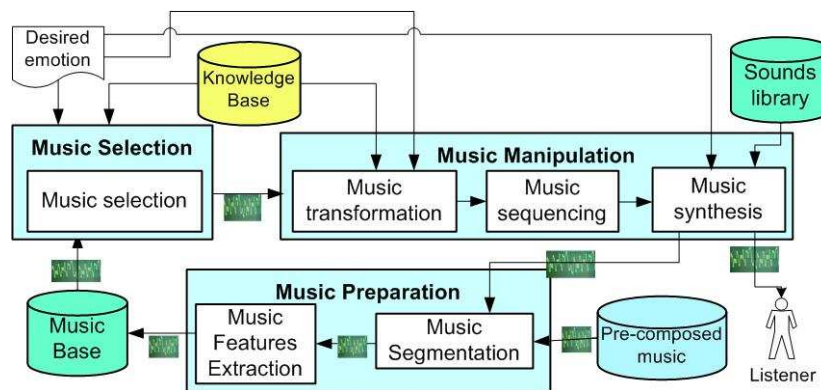 Desired
emotion
Knowledge
Base
Sounds
library
Music Selection
Music selection
Music Manipulation
Music
transformation
Music
sequencing
Music
synthesis
Music Preparation
Music
Base
Music
Features
Extraction
Music
Segmentation
Pre-composed
music
Listener